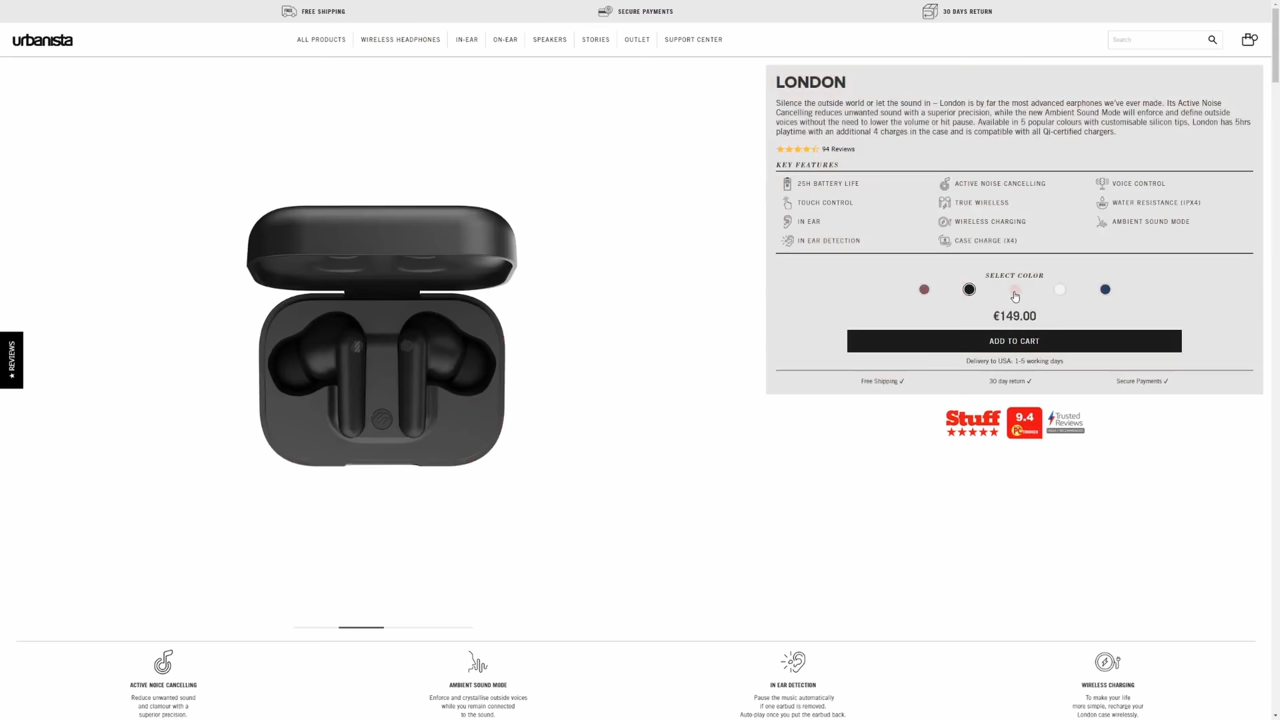 FREE SHIPPING
SECURE PAYMENTS
30 DAYS RETURN
urbanista
ALL PRODUCTS
WIRELESS HEADPHONES
IN-EAR
ON-EAR
SPEAKERS
STORIES
OUTLET
SUPPORT CENTER
Search
LONDON
Silence the outside world or let the sound in – London is by far the most advanced earphones we've ever made. Its Active Noise
Cancelling reduces unwanted sound with a superior precision, while the new Ambient Sound Mode will enforce and define outside
voices without the need to lower the volume or hit pause. Available in 5 popular colours with customisable silicon tips, London has 5hrs
playtime with an additional 4 charges in the case and is compatible with all Qi-certified chargers.
94 Reviews
KEY FEATURES
25H BATTERY LIFE
ACTIVE NOISE CANCELLING
VOICE CONTROL
TOUCH CONTROL
TRUE WIRELESS
WATER RESISTANCE (IPX4)
IN EAR
WIRELESS CHARGING
AMBIENT SOUND MODE
IN EAR DETECTION
CASE CHARGE (X4)
SELECT COLOR
€149.00
ADD TO CART
Delivery to USA: 1-5 working days
Free Shipping ✓
30 day return ✓
Secure Payments ✓
★ REVIEWS
Stuff
9.4
Trusted
Reviews
ACTIVE NOICE CANCELLING
Reduce unwanted sound
and clamour with a
superior precision.
AMBIENT SOUND MODE
Enforce and crystallise outside voices
while you remain connected
to the sound.
IN EAR DETECTION
Pause the music automatically
if one earbud is removed.
Auto-play once you put the earbud back.
WIRELESS CHARGING
To make your life
more simple, recharge your
London case wirelessly.